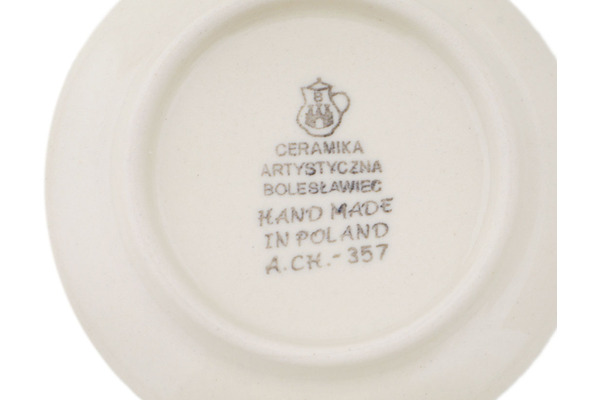 B
CERAMIKA
ARTYSTYCZNA
BOLESŁAWIEC
HAND MADE
IN POLAND
A.CH.- 357